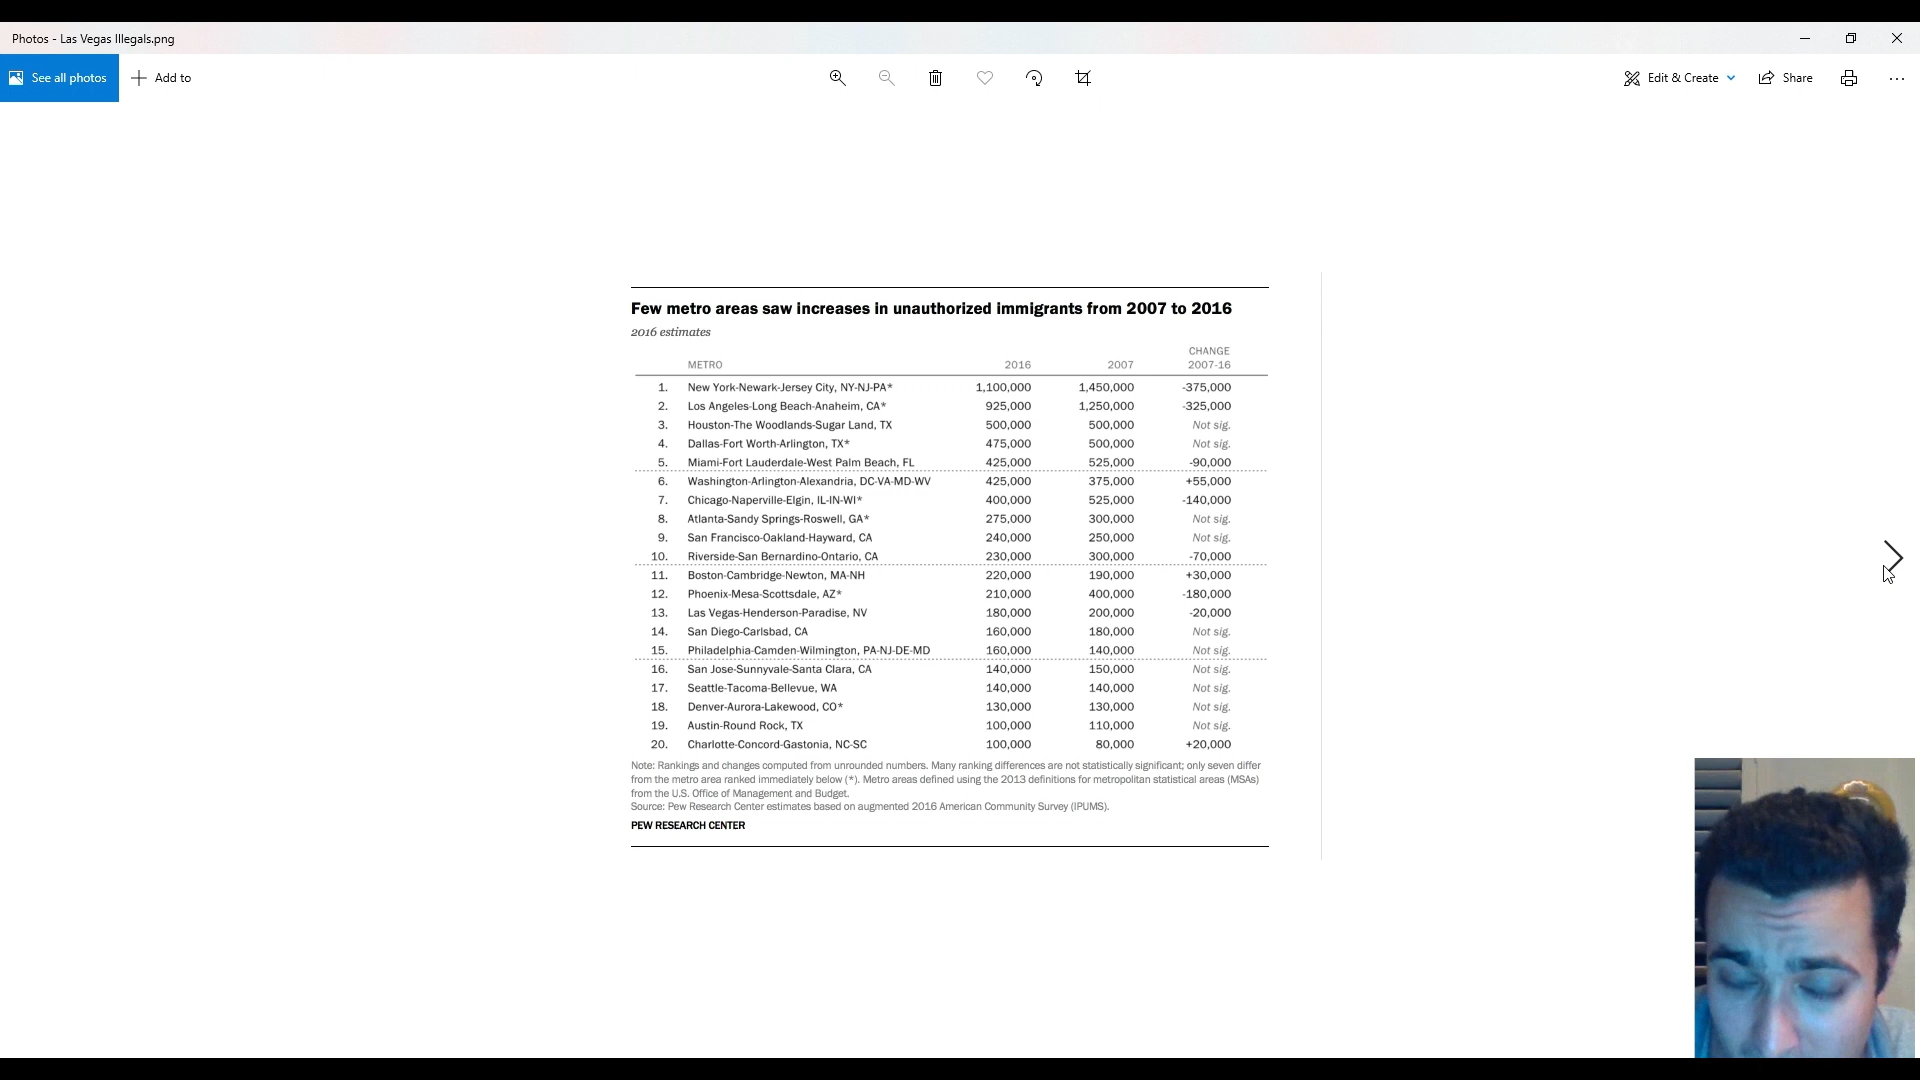 Photos - Las Vegas Illegals.png
See all photos
Add to
Edit & Create
Share
Few metro areas saw increases in unauthorized immigrants from 2007 to 2016
2016 estimates
CHANGE
METRO 2016 2007 2007-16
1. New York-Newark-Jersey City, NY-NJ-PA* 1,100,000 1,450,000 -375,000
2. Los Angeles-Long Beach-Anaheim, CA* 925,000 1,250,000 -325,000
3. Houston-The Woodlands-Sugar Land, TX 500,000 500,000 Not sig.
4. Dallas-Fort Worth-Arlington, TX* 475,000 500,000 Not sig.
5. Miami-Fort Lauderdale-West Palm Beach, FL 425,000 525,000 -90,000
6. Washington-Arlington-Alexandria, DC-VA-MD-WV 425,000 375,000 +55,000
7. Chicago-Naperville-Elgin, IL-IN-WI* 400,000 525,000 -140,000
8. Atlanta-Sandy Springs-Roswell, GA* 275,000 300,000 Not sig.
9. San Francisco-Oakland-Hayward, CA 240,000 250,000 Not sig.
10. Riverside-San Bernardino-Ontario, CA 230,000 300,000 -70,000
11. Boston-Cambridge-Newton, MA-NH 220,000 190,000 +30,000
12. Phoenix-Mesa-Scottsdale, AZ* 210,000 400,000 -180,000
13. Las Vegas-Henderson-Paradise, NV 180,000 200,000 -20,000
14. San Diego-Carlsbad, CA 160,000 180,000 Not sig.
15. Philadelphia-Camden-Wilmington, PA-NJ-DE-MD 160,000 140,000 Not sig.
16. San Jose-Sunnyvale-Santa Clara, CA 140,000 150,000 Not sig.
17. Seattle-Tacoma-Bellevue, WA 140,000 140,000 Not sig.
18. Denver-Aurora-Lakewood, CO* 130,000 130,000 Not sig.
19. Austin-Round Rock, TX 100,000 110,000 Not sig.
20. Charlotte-Concord-Gastonia, NC-SC 100,000 80,000 +20,000
Note: Rankings and changes computed from unrounded numbers. Many ranking differences are not statistically significant; only seven differ
from the metro area ranked immediately below (*). Metro areas defined using the 2013 definitions for metropolitan statistical areas (MSAs)
from the U.S. Office of Management and Budget.
Source: Pew Research Center estimates based on augmented 2016 American Community Survey (IPUMS).
PEW RESEARCH CENTER